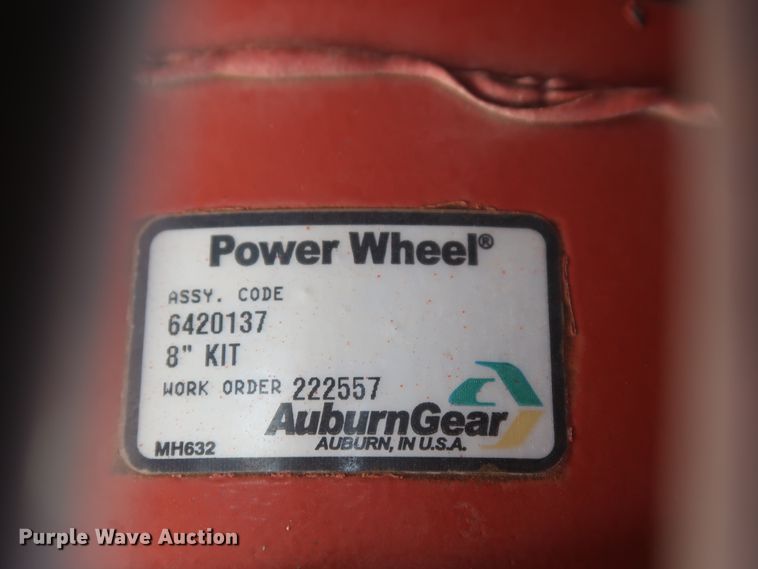 Power Wheel®
ASSY. CODE
6420137
8" KIT
WORK ORDER 222557
AuburnGear
AUBURN, IN U.S.A.
MH632
Purple Wave Auction